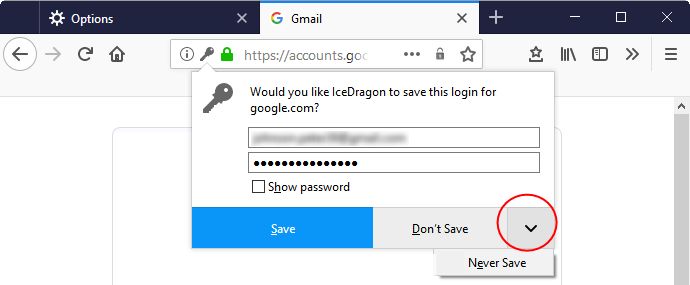 Options
Gmail
https://accounts.goo
Would you like IceDragon to save this login for
google.com?
Show password
Save
Don't Save
Never Save